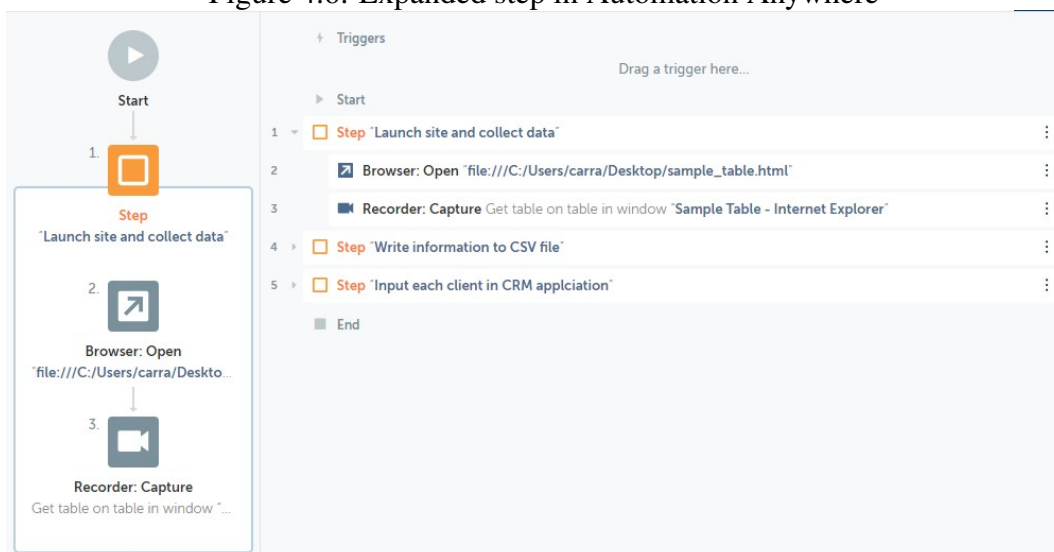 Figure 4.8: Expanded step in Automation Anywhere
Start
1.
Step
"Launch site and collect data"
2.
Browser: Open
"file:///C:/Users/carra/Deskto...
3.
Recorder: Capture
Get table on table in window "...
Triggers
Drag a trigger here...
Start
1 Step "Launch site and collect data"
2 Browser: Open "file:///C:/Users/carra/Desktop/sample_table.html"
3 Recorder: Capture Get table on table in window "Sample Table - Internet Explorer"
4 Step "Write information to CSV file"
5 Step "Input each client in CRM applciation"
End